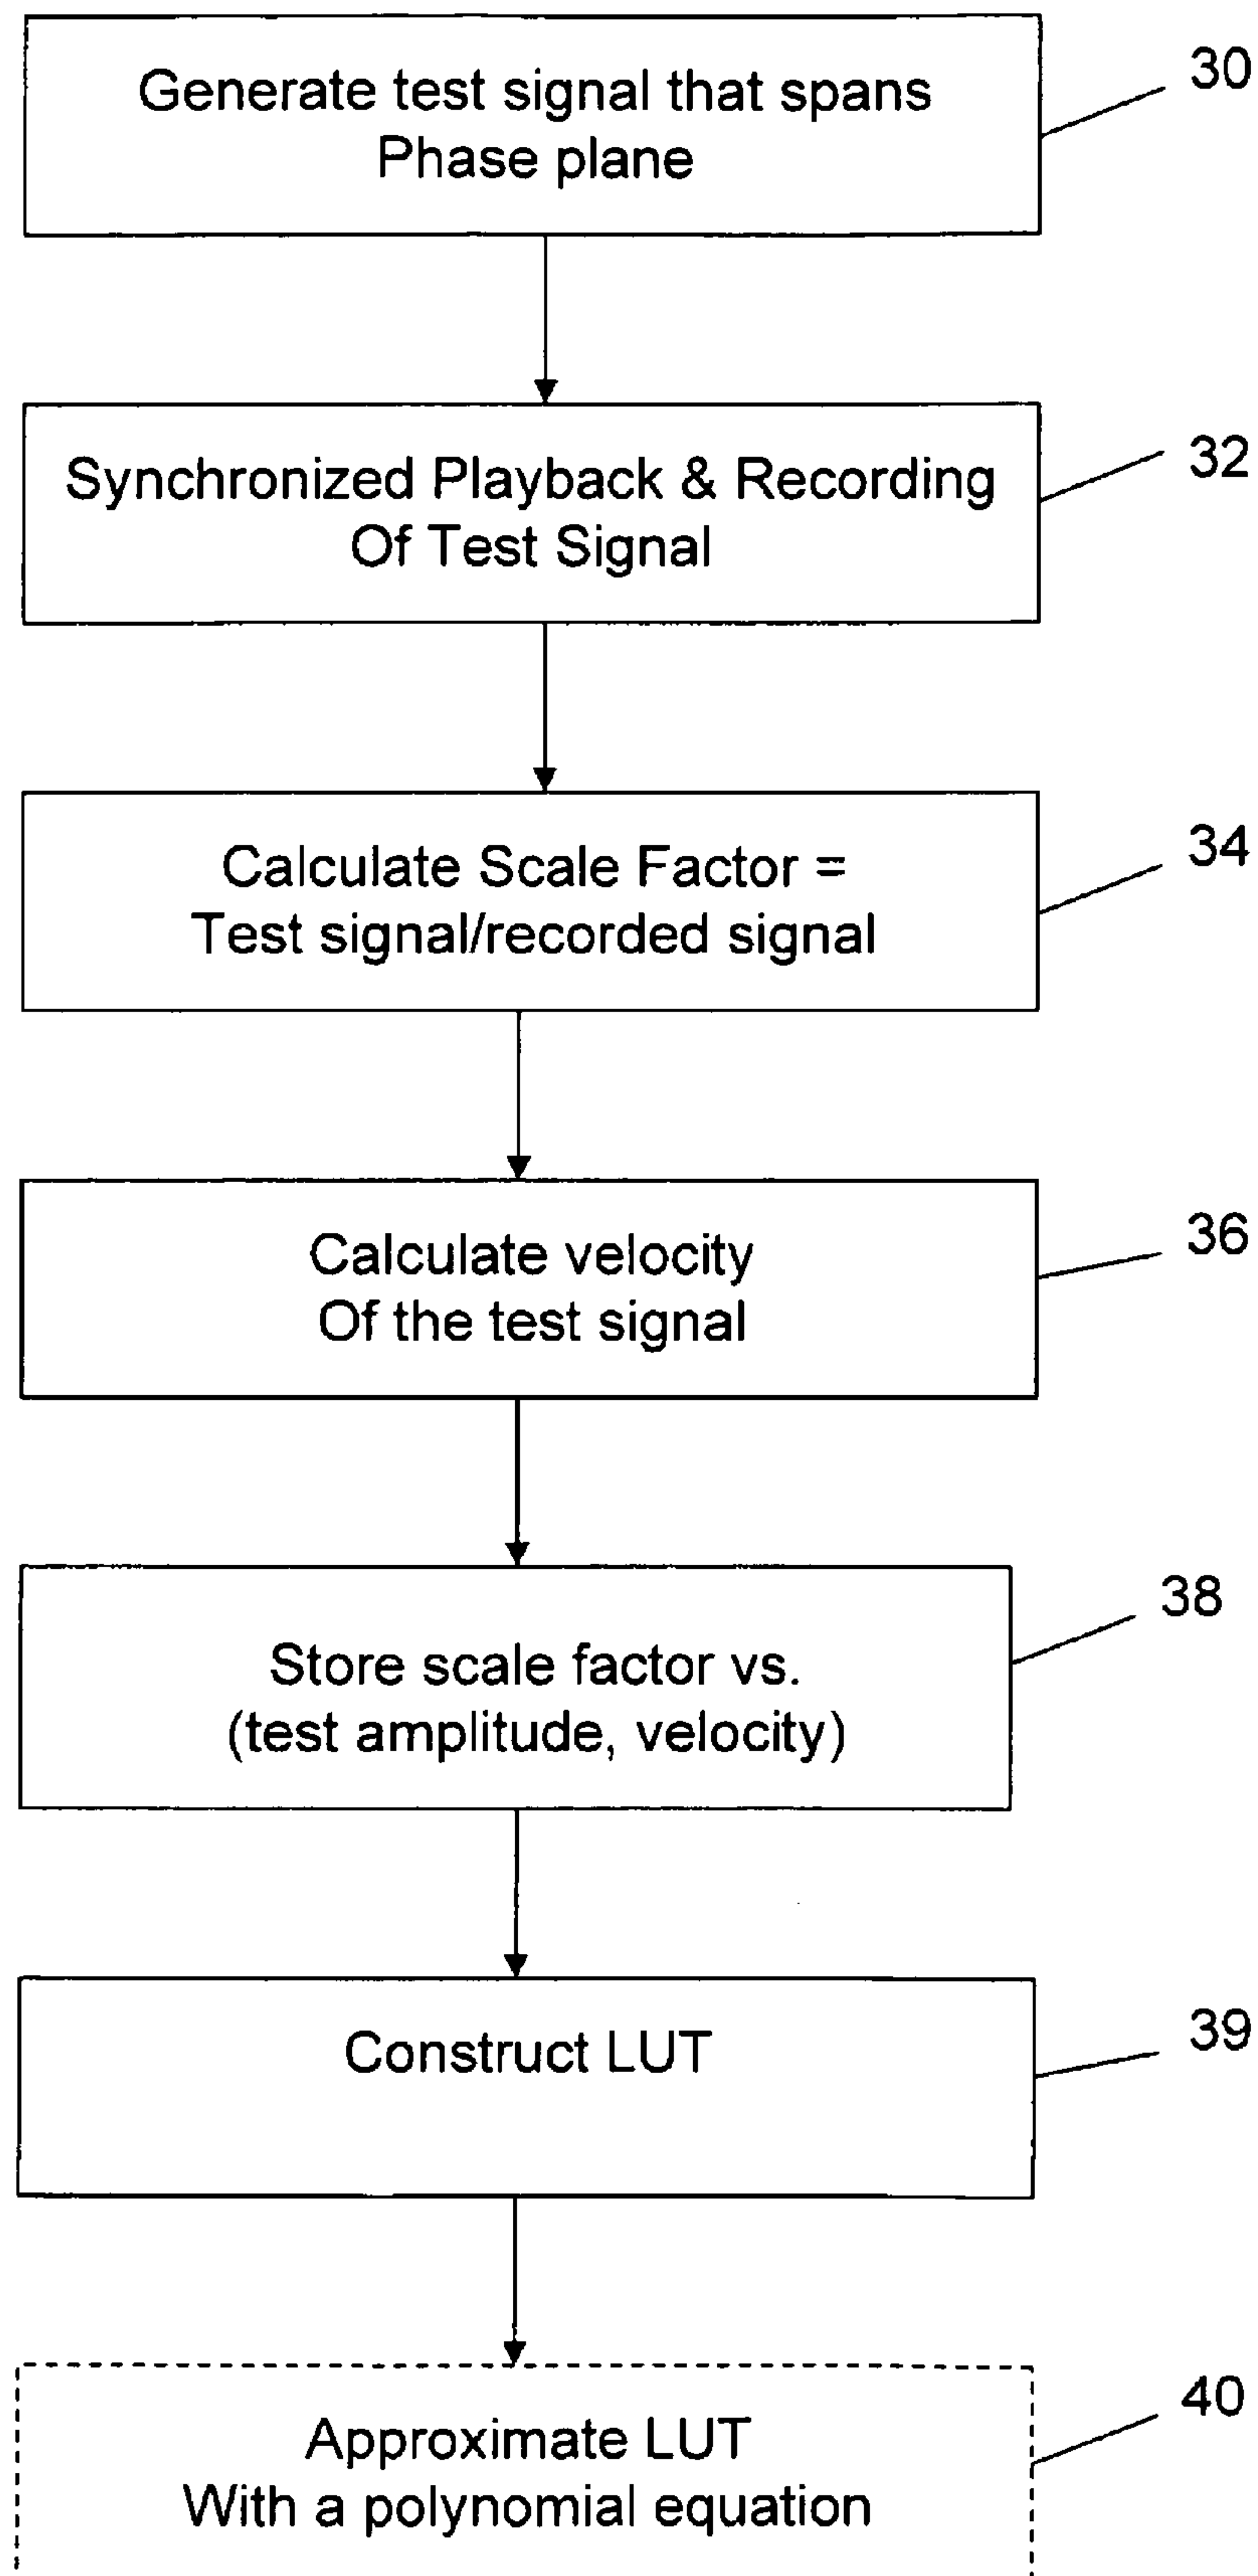 Generate test signal that spans
Phase plane
30
Synchronized Playback & Recording
Of Test Signal
32
Calculate Scale Factor =
Test signal/recorded signal
34
Calculate velocity
Of the test signal
36
Store scale factor vs.
(test amplitude, velocity)
38
Construct LUT
39
Approximate LUT
With a polynomial equation
40